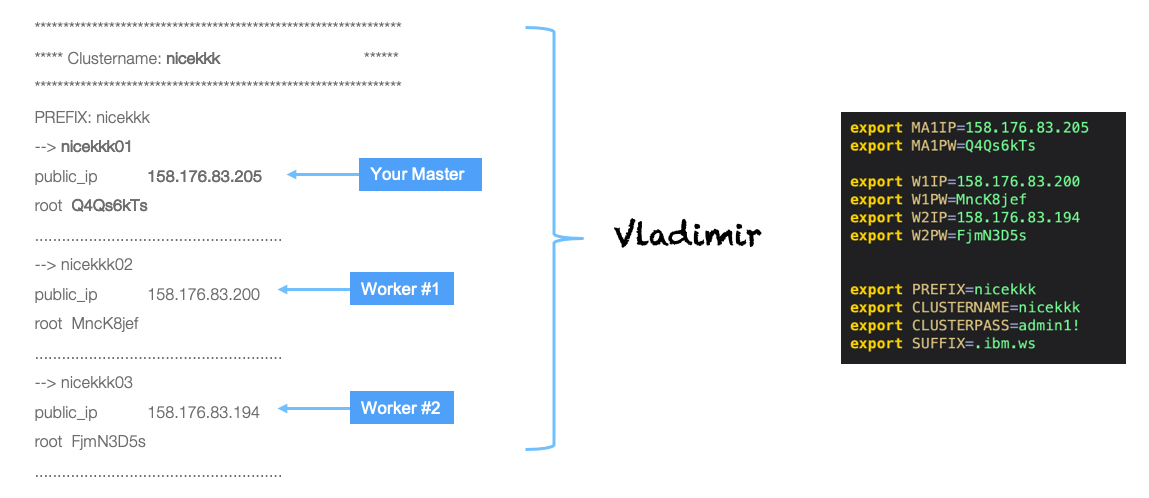 *****************************************************************
***** Clustername: nicekkk ******
*****************************************************************
PREFIX: nicekkk
--> nicekkk01
public_ip 158.176.83.205
Your Master
root Q4Qs6kTs
.......................................................
--> nicekkk02
public_ip 158.176.83.200
Worker #1
root MncK8jef
.......................................................
--> nicekkk03
public_ip 158.176.83.194
Worker #2
root FjmN3D5s
.......................................................
Vladimir
export MA1IP=158.176.83.205
export MA1PW=Q4Qs6kTs
export W1IP=158.176.83.200
export W1PW=MncK8jef
export W2IP=158.176.83.194
export W2PW=FjmN3D5s
export PREFIX=nicekkk
export CLUSTERNAME=nicekkk
export CLUSTERPASS=admin1!
export SUFFIX=.ibm.ws